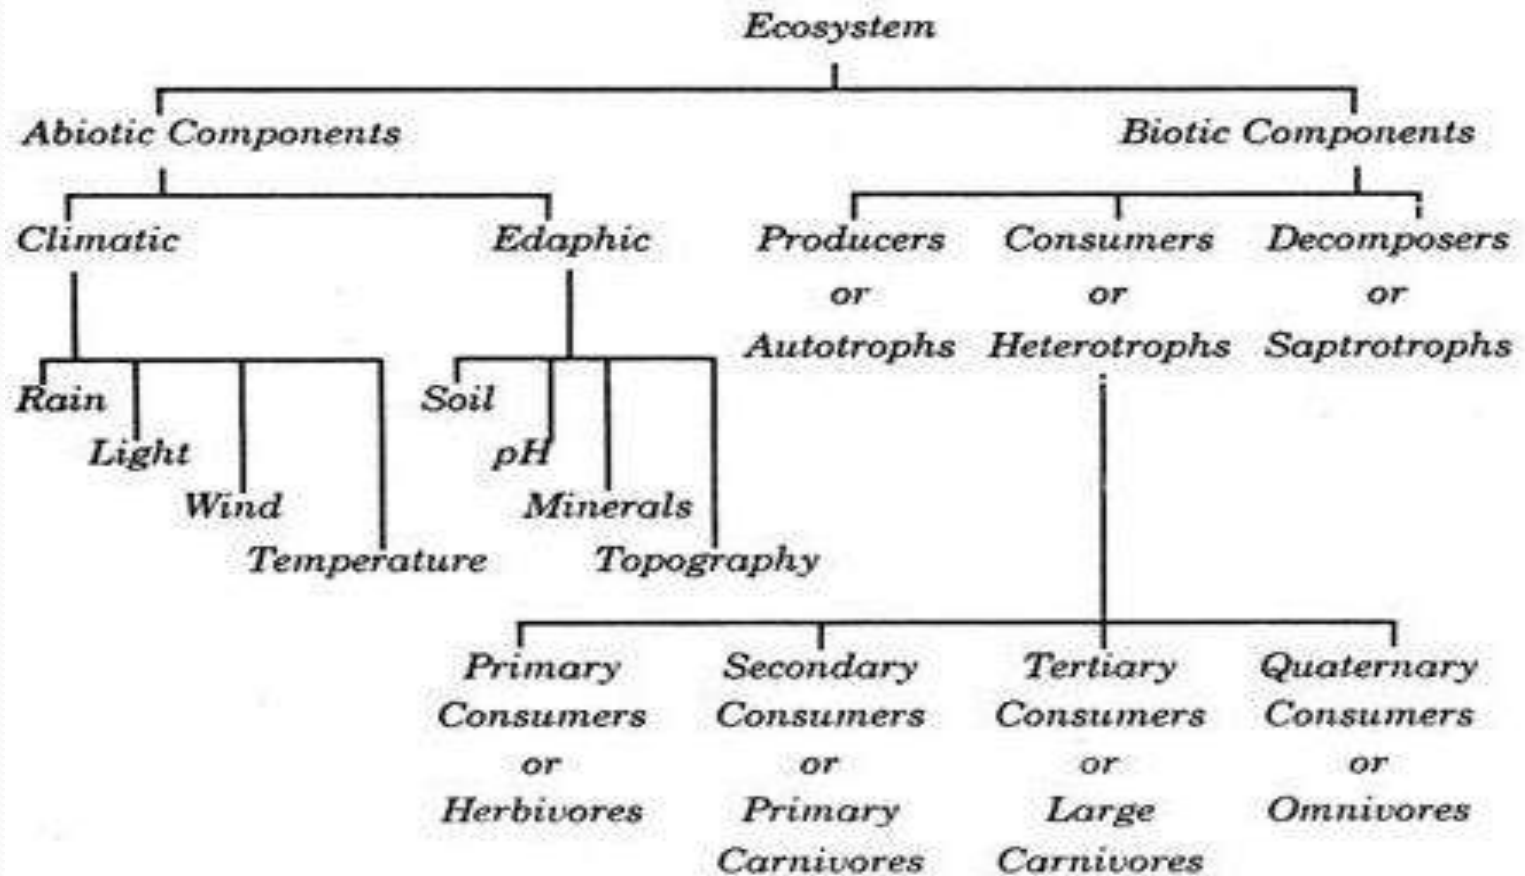 Ecosystem
Abiotic Components
Biotic Components
Climatic
Edaphic
Producers
or
Autotrophs
Consumers
or
Heterotrophs
Decomposers
or
Saptrotrophs
Rain
Light
Wind
Temperature
Soil
pH
Minerals
Topography
Primary
Consumers
or
Herbivores
Secondary
Consumers
or
Primary
Carnivores
Tertiary
Consumers
or
Large
Carnivores
Quaternary
Consumers
or
Omnivores